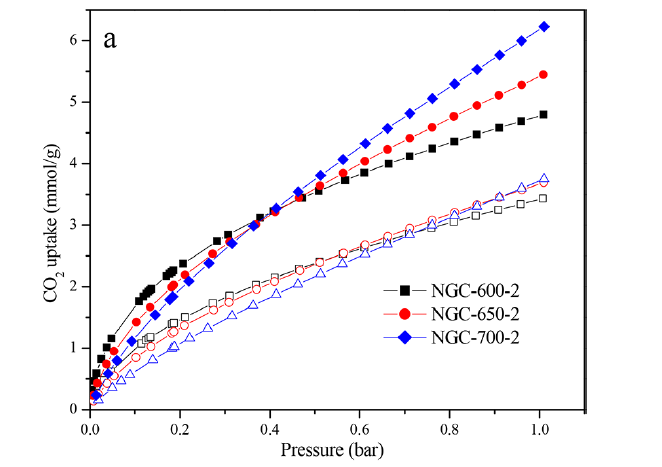 a
6
5
4
3
2
1
0
CO2 uptake (mmol/g)
NGC-600-2
NGC-650-2
NGC-700-2
0.0 0.2 0.4 0.6 0.8 1.0
Pressure (bar)